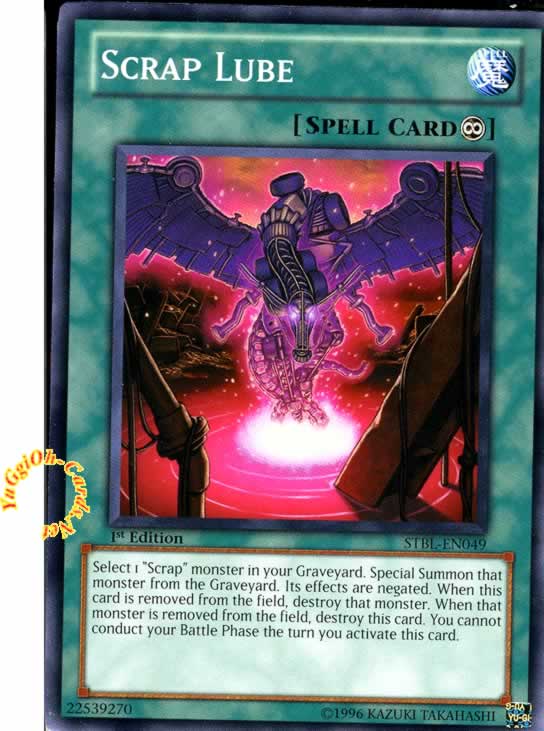 Scrap Lube
魔
[Spell Card]
YuGgiOh-Cards.Net
1st Edition
STBL-EN049
Select 1 "Scrap" monster in your Graveyard. Special Summon that
monster from the Graveyard. Its effects are negated. When this
card is removed from the field, destroy that monster. When that
monster is removed from the field, destroy this card. You cannot
conduct your Battle Phase the turn you activate this card.
22539270
©1996 KAZUKI TAKAHASHI